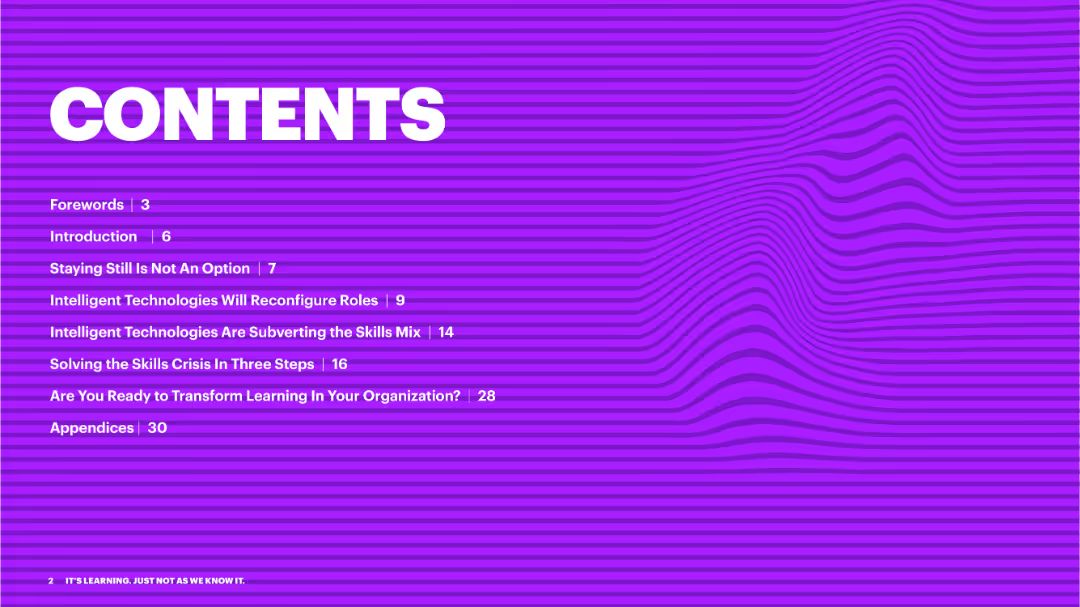 CONTENTS
Forewords | 3
Introduction | 6
Staying Still Is Not An Option | 7
Intelligent Technologies Will Reconfigure Roles | 9
Intelligent Technologies Are Subverting the Skills Mix | 14
Solving the Skills Crisis In Three Steps | 16
Are You Ready to Transform Learning In Your Organization? | 28
Appendices | 30
2 IT'S LEARNING. JUST NOT AS WE KNOW IT.